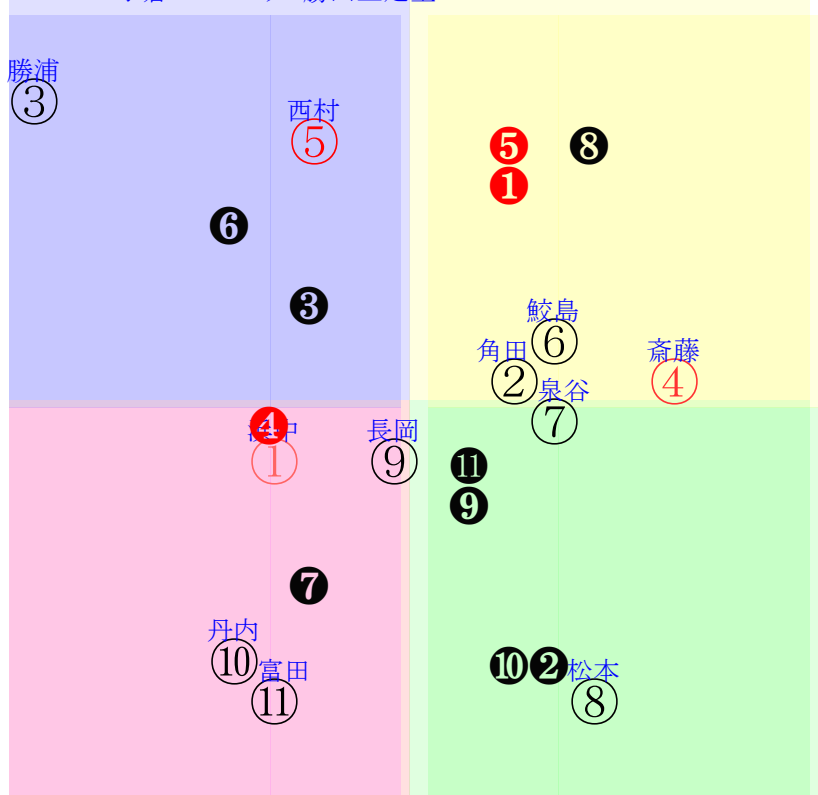 勝浦
③
西村
⑤
❺ ❽
❶
❻
❸
鮫島
⑥
角田
②
斎藤
④
泉谷
⑦
❹
①
長岡
⑨
⓫
❾
❼
丹内
⑩
富田
⑪
❿ ❷
松本
⑧